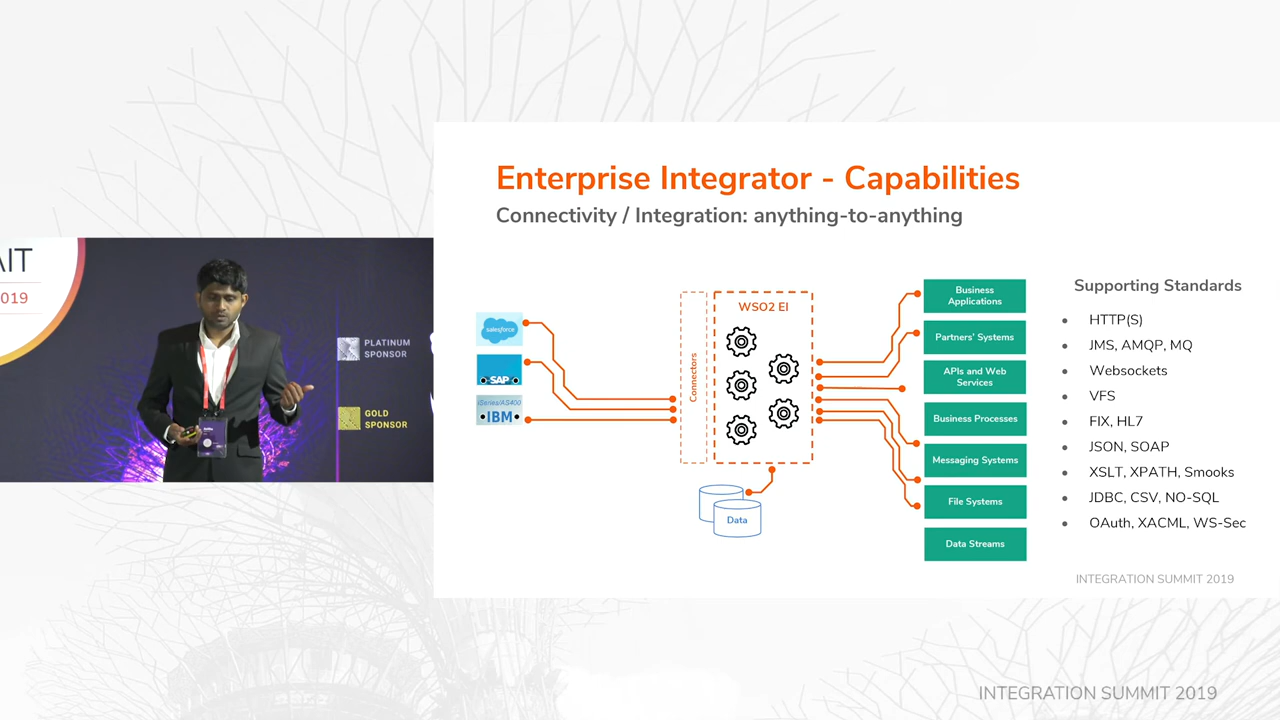 AIT
019
PLATINUM
SPONSOR
GOLD
SPONSOR
Enterprise Integrator - Capabilities
Connectivity / Integration: anything-to-anything
salesforce
SAP
iSeries/AS400
IBM
Connectors
WSO2 EI
Data
Business
Applications
Partners' Systems
APIs and Web
Services
Business Processes
Messaging Systems
File Systems
Data Streams
Supporting Standards
• HTTP(S)
• JMS, AMQP, MQ
• Websockets
• VFS
• FIX, HL7
• JSON, SOAP
• XSLT, XPATH, Smooks
• JDBC, CSV, NO-SQL
• OAuth, XACML, WS-Sec
INTEGRATION SUMMIT 2019
INTEGRATION SUMMIT 2019